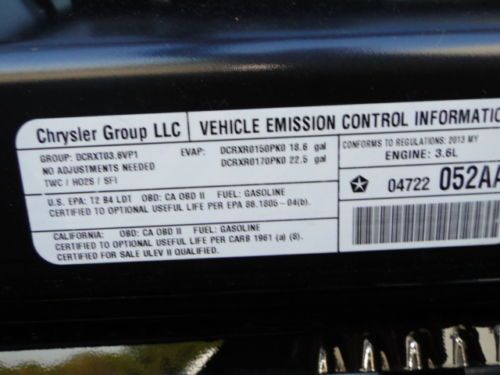 Chrysler Group LLC
VEHICLE EMISSION CONTROL INFORMATIO
GROUP: DCRXT03.6VP1
NO ADJUSTMENTS NEEDED
TWC / HO2S / SFI
EVAP: DCRXR0150PK0 18.6 gal
DCRXR0170PK0 22.5 gal
CONFORMS TO REGULATIONS: 2013 MY
ENGINE: 3.6L
04722 052AA
U.S. EPA: T2 B4 LDT OBD: CA OBD II FUEL: GASOLINE
CERTIFIED TO OPTIONAL USEFUL LIFE PER EPA 86.1805-04(b).
CALIFORNIA: OBD: CA OBD II FUEL: GASOLINE
CERTIFIED TO OPTIONAL USEFUL LIFE PER CARB 1961 (a) (8).
CERTIFIED FOR SALE ULEV II QUALIFIED.